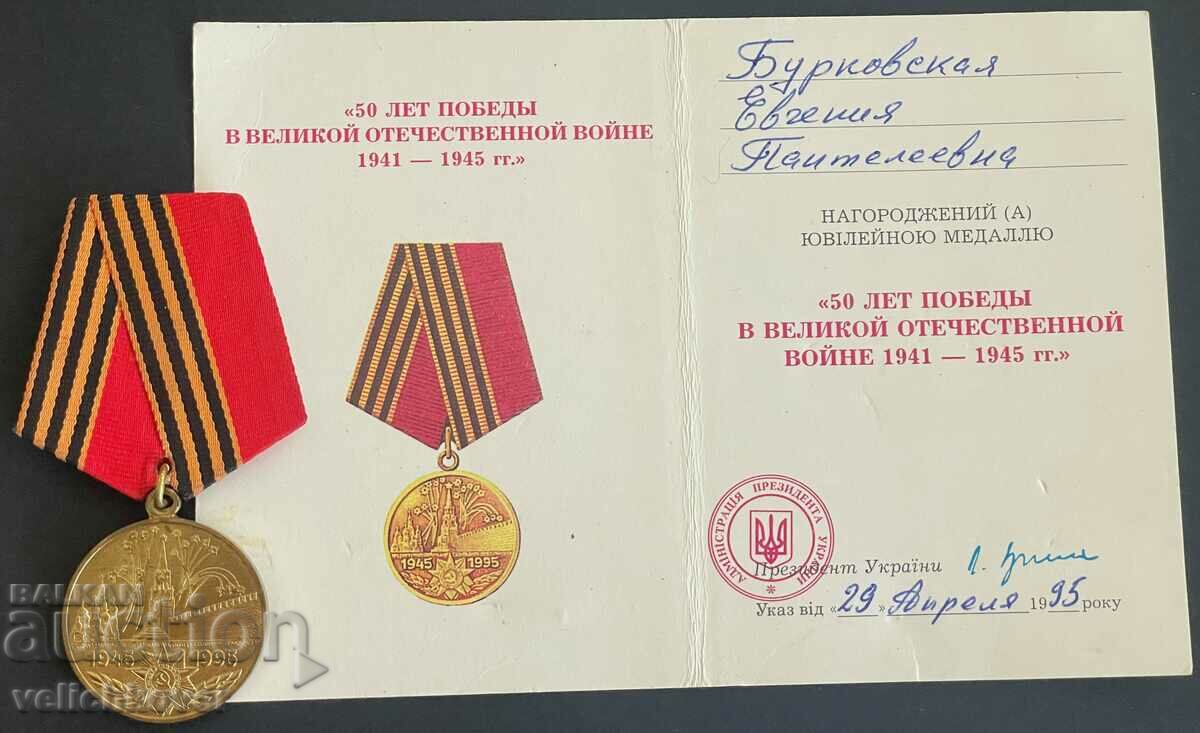 «50 ЛЕТ ПОБЕДЫ
В ВЕЛИКОЙ ОТЕЧЕСТВЕННОЙ ВОЙНЕ
1941 — 1945 гг.»
1945 1995
Бурковская
Евгения
Пантелеевна
НАГОРОДЖЕНИЙ (А)
ЮВІЛЕЙНОЮ МЕДАЛЛЮ
«50 ЛЕТ ПОБЕДЫ
В ВЕЛИКОЙ ОТЕЧЕСТВЕННОЙ
ВОЙНЕ 1941 — 1945 гг.»
АДМІНІСТРАЦІЯ ПРЕЗИДЕНТА УКРАЇНИ
Президент України
Указ від «29» Апреля 1995 року
1945 1995
BALKAN
auction